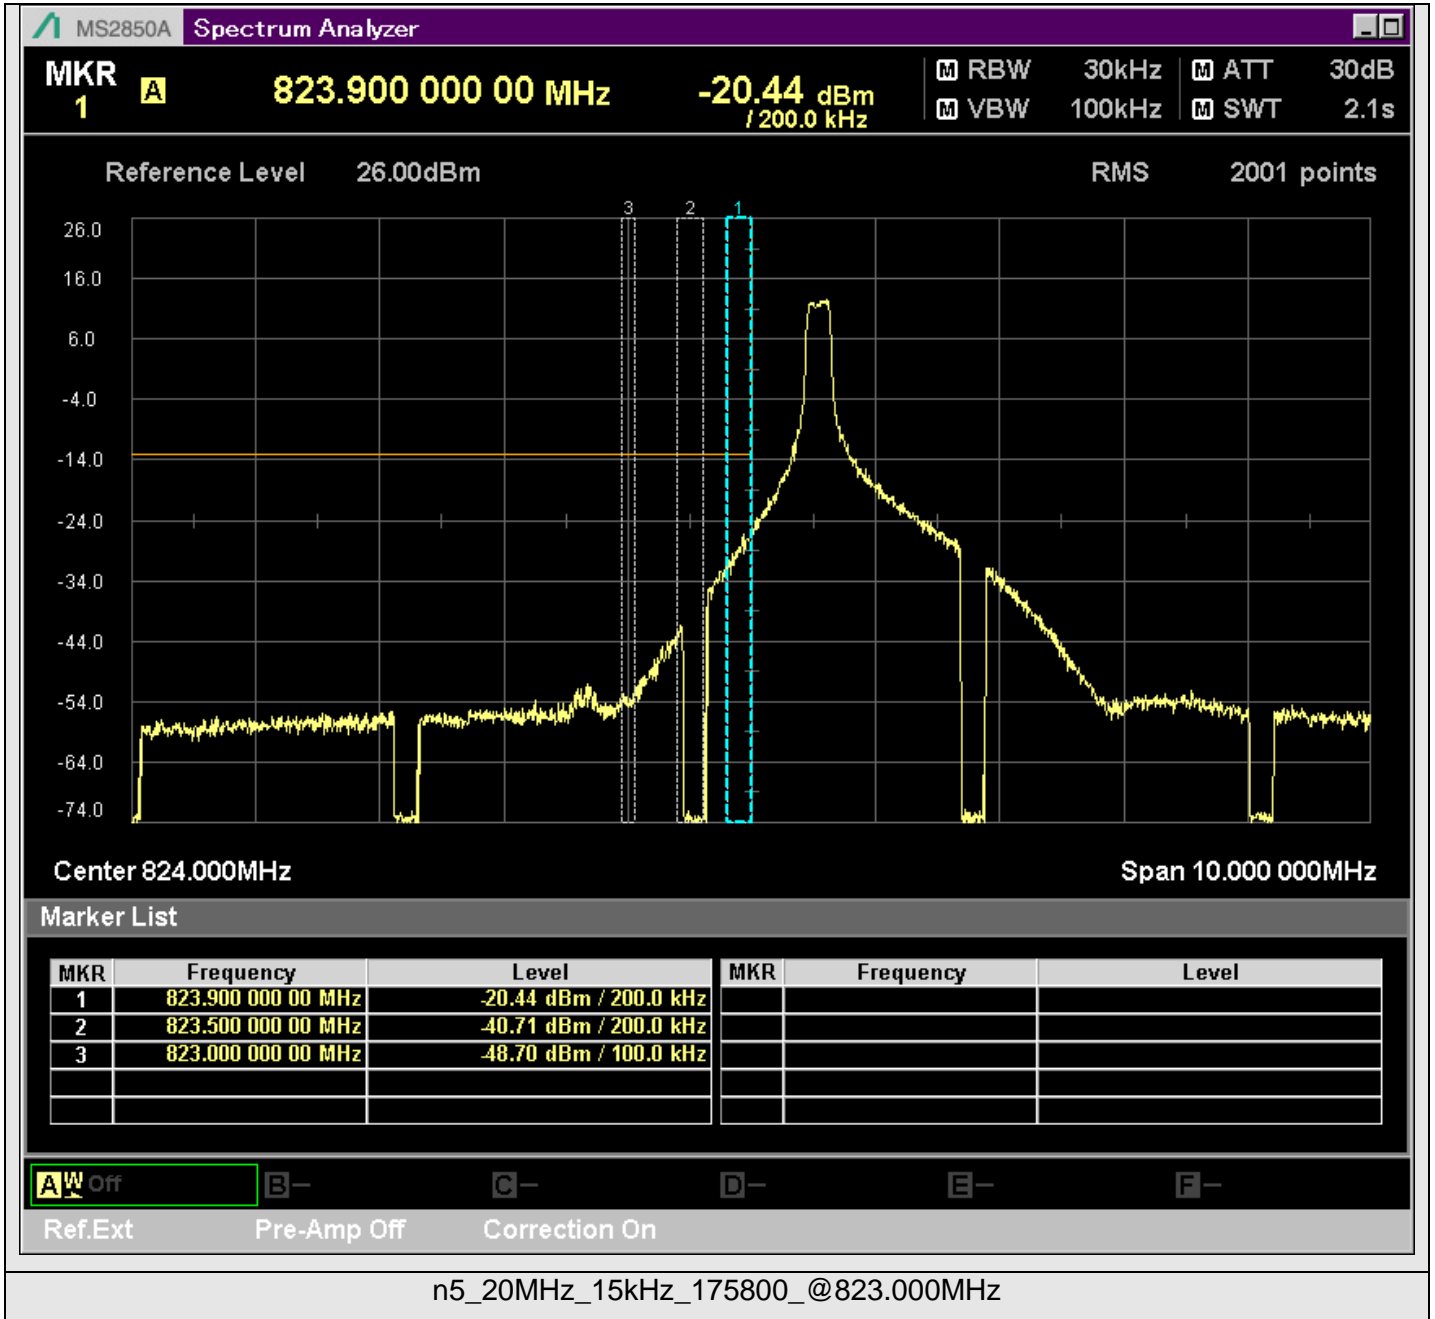 MS2850A Spectrum Analyzer
MKR 1 A 823.900 000 00 MHz -20.44 dBm / 200.0 kHz
M RBW 30kHz M ATT 30dB
M VBW 100kHz M SWT 2.1s
Reference Level 26.00dBm RMS 2001 points
3 2 1
26.0
16.0
6.0
-4.0
-14.0
-24.0
-34.0
-44.0
-54.0
-64.0
-74.0
Center 824.000MHz Span 10.000 000MHz
Marker List
MKR Frequency Level MKR Frequency Level
1 823.900 000 00 MHz -20.44 dBm / 200.0 kHz
2 823.500 000 00 MHz -40.71 dBm / 200.0 kHz
3 823.000 000 00 MHz -48.70 dBm / 100.0 kHz
A W Off B - C - D - E - F -
Ref.Ext Pre-Amp Off Correction On
n5_20MHz_15kHz_175800_@823.000MHz